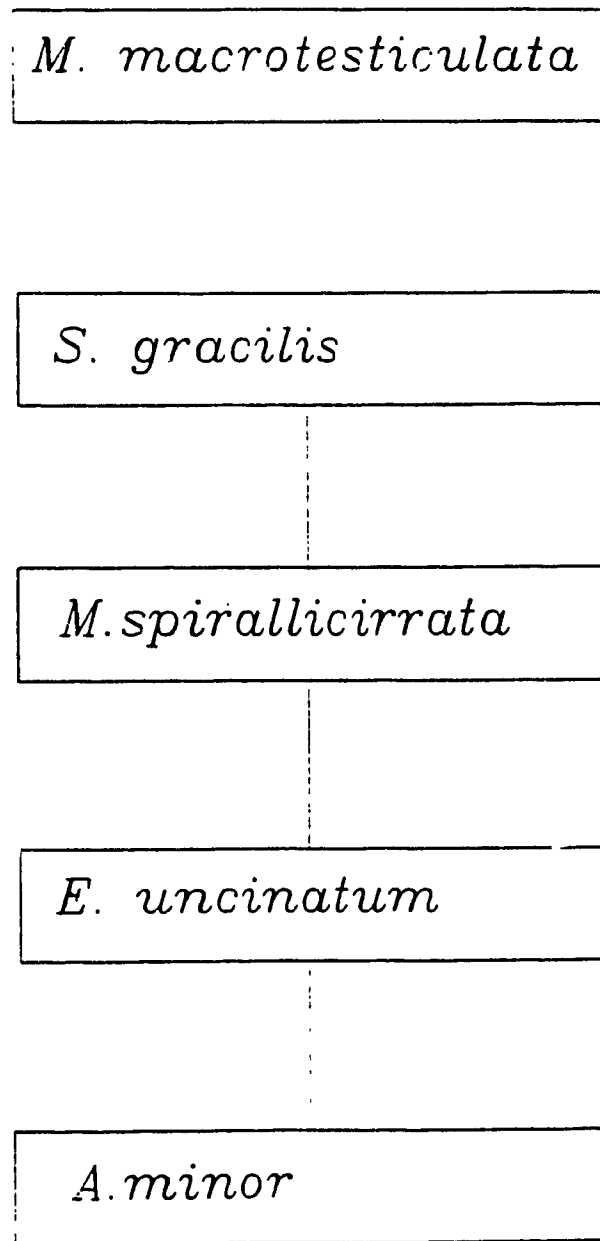 M. macrotesticulata
S. gracilis
M.spirallicirrata
E. uncinatum
A.minor